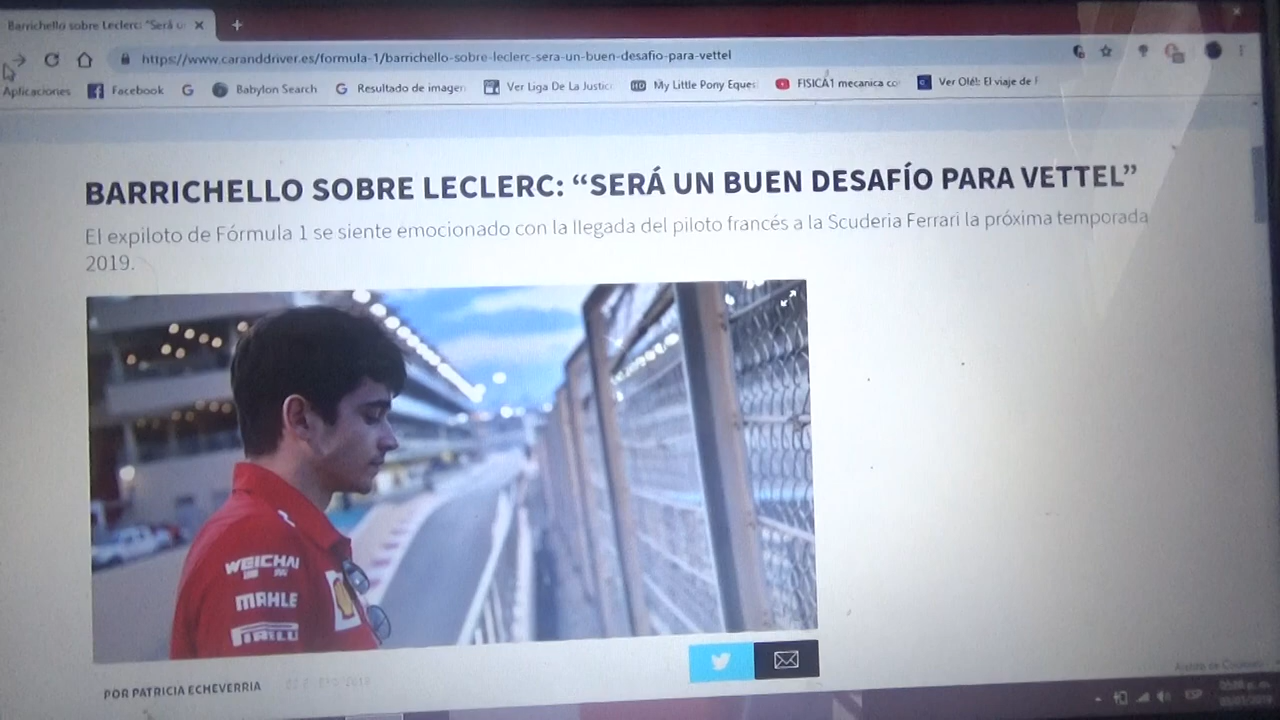 Barrichello sobre Leclerc: "Será u
https://www.caranddriver.es/formula-1/barrichello-sobre-leclerc-sera-un-buen-desafio-para-vettel
Aplicaciones Facebook Babylon Search Resultado de imagen Ver Liga De La Justic My Little Pony Eques FISICA1 mecanica co Ver Olé!: El viaje de F
BARRICHELLO SOBRE LECLERC: “SERÁ UN BUEN DESAFÍO PARA VETTEL”
El expiloto de Fórmula 1 se siente emocionado con la llegada del piloto francés a la Scuderia Ferrari la próxima temporada
2019.
WEICHAI
MAHLE
PIRELLI
POR PATRICIA ECHEVERRIA
ESP